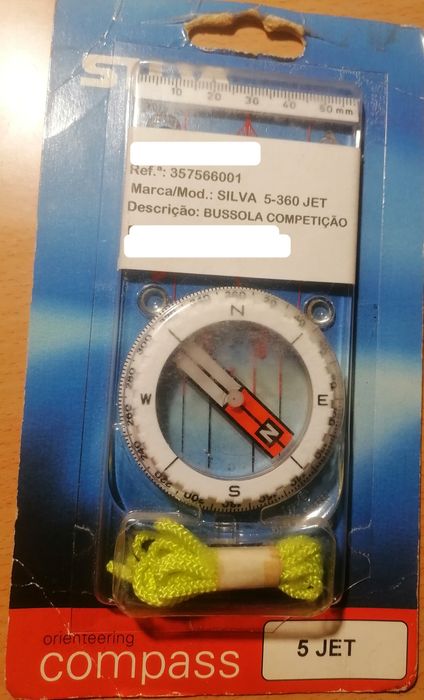 SILVA
10 20 30 40 50 mm
Ref.ª: 357566001
Marca/Mod.: SILVA 5-360 JET
Descrição: BUSSOLA COMPETIÇÃO
N
W E
N
S
orienteering
compass
5 JET